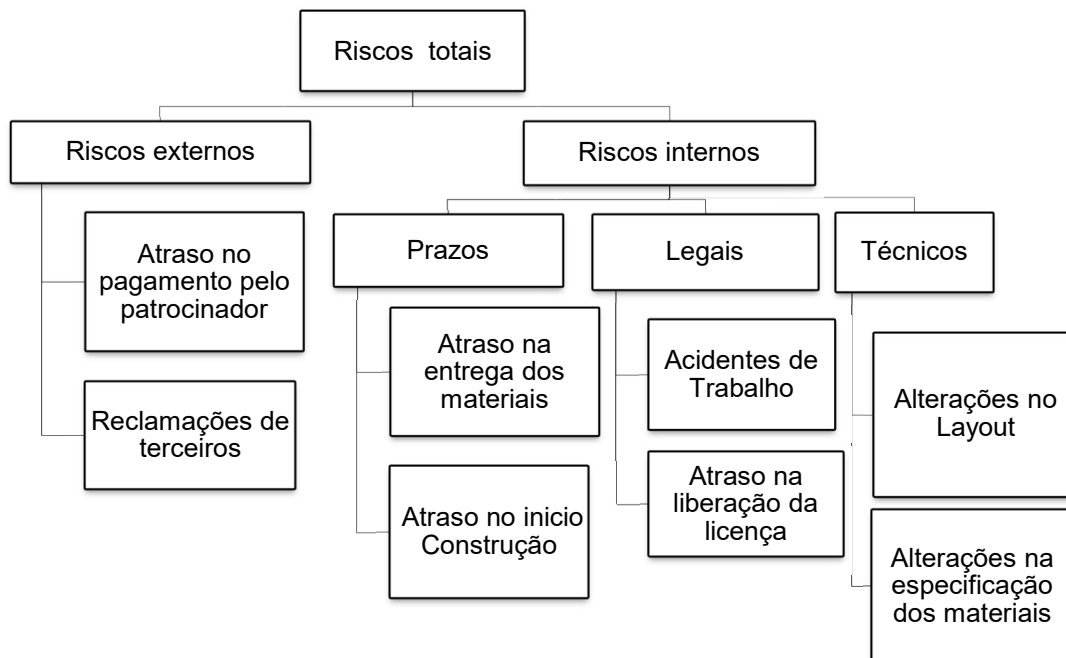 Riscos  totais
Riscos externos
Riscos internos
Atraso no
pagamento pelo
patrocinador
Reclamações de
terceiros
Prazos
Atraso na
entrega dos
materiais
Atraso no inicio
Construção
Legais
Acidentes de
Trabalho
Atraso na
liberação da
licença
Técnicos
Alterações no
Layout
Alterações na
especificação
dos materiais